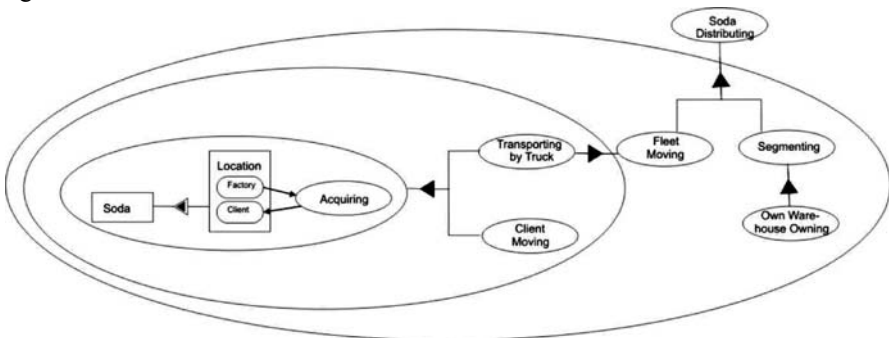 Soda
Distributing
Transporting
by Truck
Fleet
Moving
Segmenting
Location
Factory
Client
Acquiring
Soda
Client
Moving
Own Ware-
house Owning